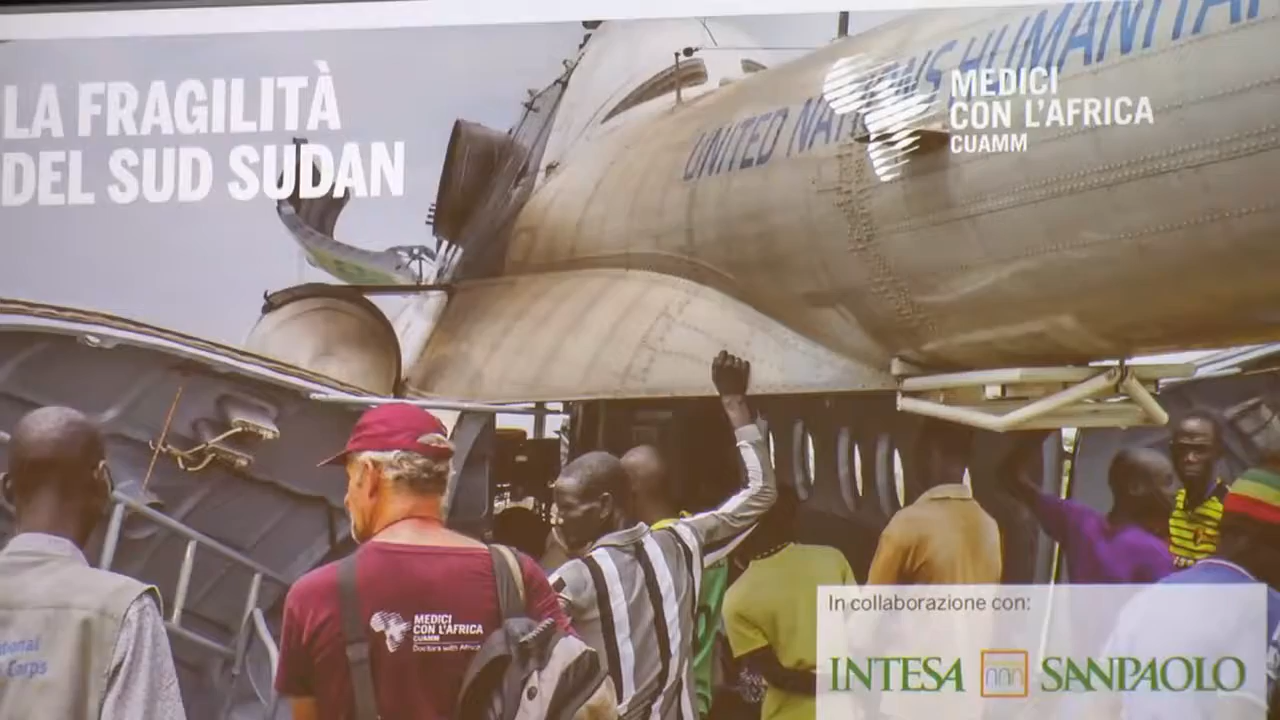 LA FRAGILITÀ
DEL SUD SUDAN
MEDICI
CON L'AFRICA
CUAMM
UNITED NATIONS HUMANITA
MEDICI
CON L'AFRICA
CUAMM
Doctors with Africa
Corps
In collaborazione con:
INTESA SANPAOLO